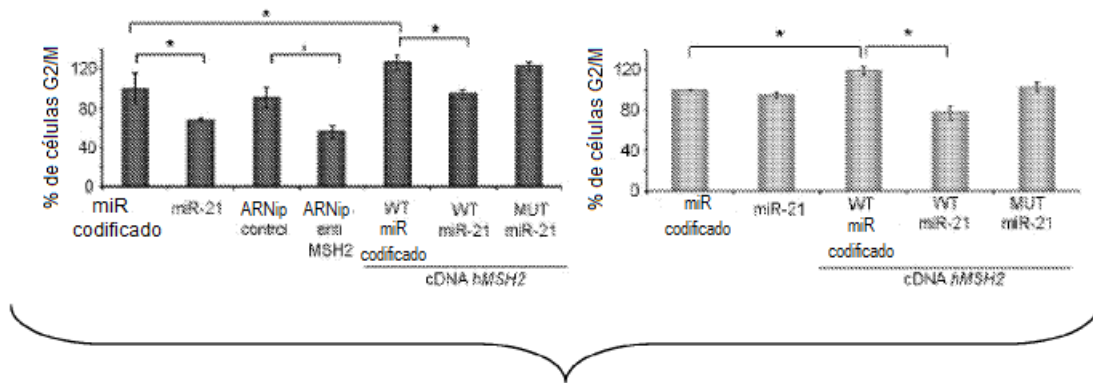 * *
* * *
% de células G2/M
120
80
40
0
miR codificado
miR-21
ARNip control
ARNip anti MSH2
WT miR codificado
WT miR-21
MUT miR-21
cDNA hMSH2
* *
% de células G2/M
120
80
40
0
miR codificado
miR-21
WT miR codificado
WT miR-21
MUT miR-21
cDNA hMSH2